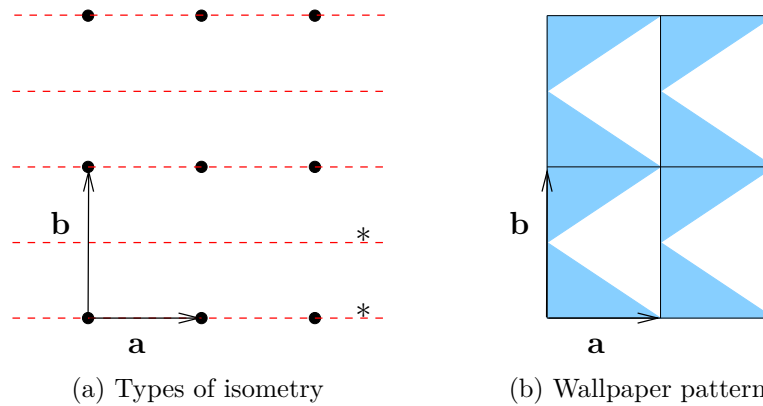 b
*
*
a
(a) Types of isometry
b
a
(b) Wallpaper pattern